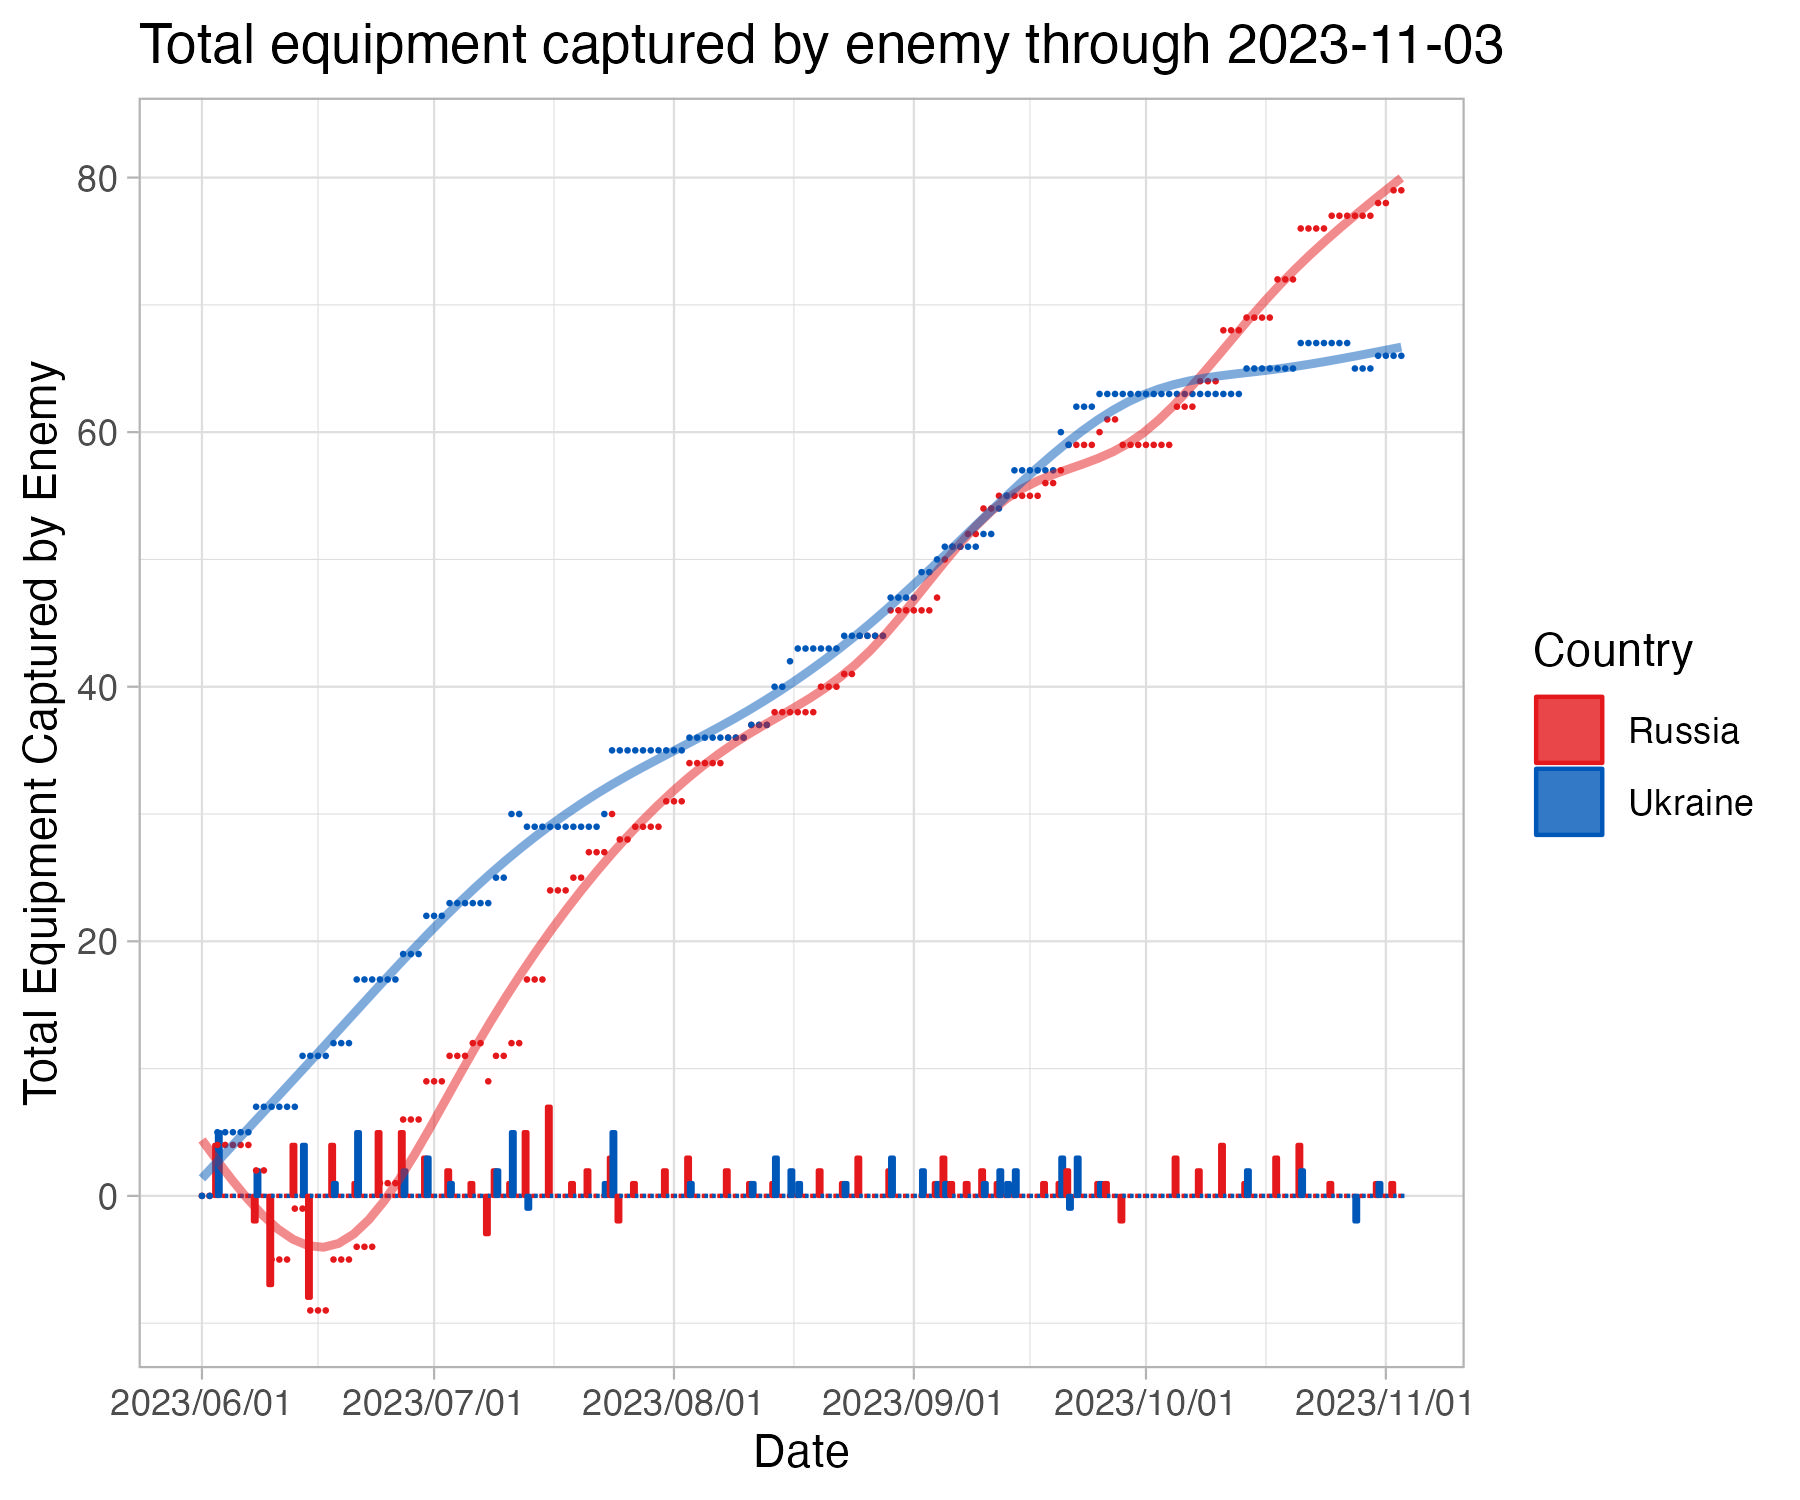 Total equipment captured by enemy through 2023-11-03
Total Equipment Captured by Enemy
80
60
40
20
0
2023/06/01
2023/07/01
2023/08/01
2023/09/01
2023/10/01
2023/11/01
Date
Country
Russia
Ukraine